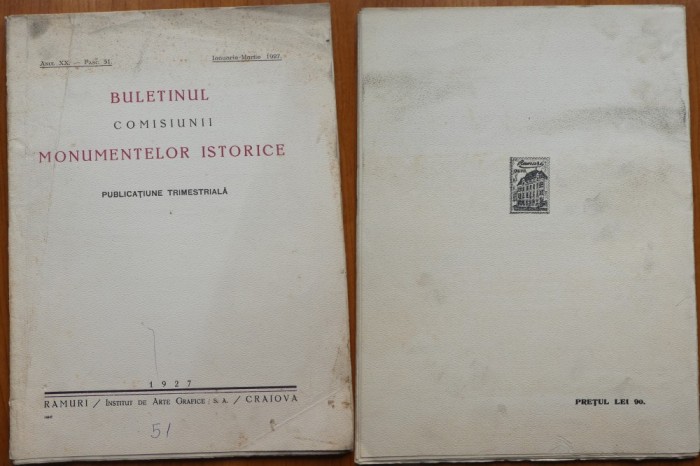 Anul XX. — Fasc. 51.
Ianuarie-Martie 1927.
BULETINUL
COMISIUNII
MONUMENTELOR ISTORICE
PUBLICAȚIUNE TRIMESTRIALĂ
1927
RAMURI / INSTITUT DE ARTE GRAFICE, S. A. / CRAIOVA
51
Ramuri
PREȚUL LEI 90.